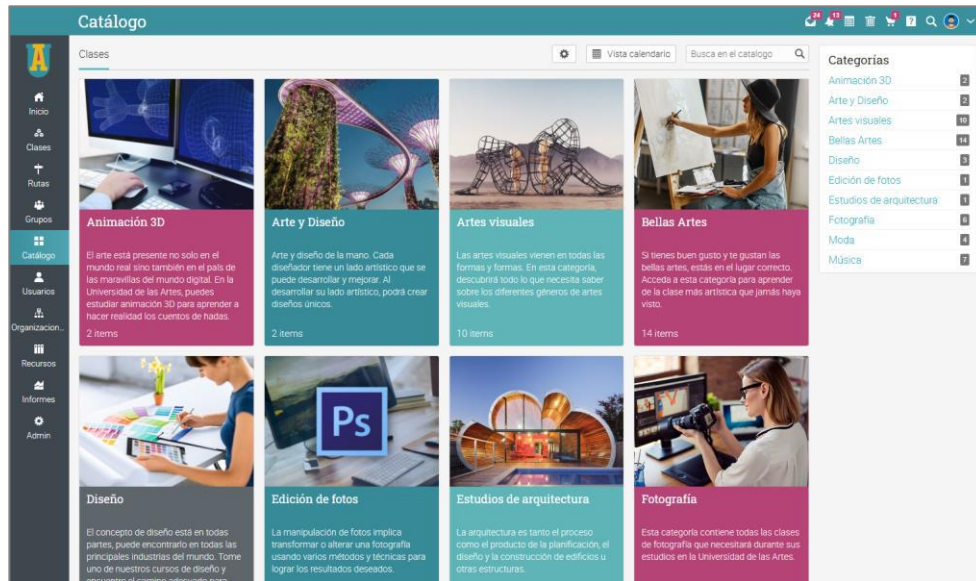 Catálogo
24
13
1
A
Inicio
Clases
Rutas
Grupos
Catálogo
Usuarios
Organizacion...
Recursos
Informes
Admin
Clases
Vista calendario
Busca en el catalogo
Animación 3D
El arte está presente no solo en el
mundo real sino también en el país de
las maravillas del mundo digital. En la
Universidad de las Artes, puedes
estudiar animación 3D para aprender a
hacer realidad los cuentos de hadas.
2 items
Arte y Diseño
Arte y diseño de la mano. Cada
diseñador tiene un lado artístico que se
puede desarrollar y mejorar. Al
desarrollar su lado artístico, podrá crear
diseños únicos.
2 items
Artes visuales
Las artes visuales vienen en todas las
formas y formas. En esta categoría,
descubrirá todo lo que necesita saber
sobre los diferentes géneros de artes
visuales.
10 items
Bellas Artes
Si tienes buen gusto y te gustan las
bellas artes, estás en el lugar correcto.
Acceda a esta categoría para aprender
de la clase más artística que jamás haya
visto.
14 items
Diseño
El concepto de diseño está en todas
partes, puede encontrarlo en todas las
principales industrias del mundo. Tome
uno de nuestros cursos de diseño y
encuentre el camino adecuado para
Ps
Edición de fotos
La manipulación de fotos implica
transformar o alterar una fotografía
usando varios métodos y técnicas para
lograr los resultados deseados.
Estudios de arquitectura
La arquitectura es tanto el proceso
como el producto de la planificación, el
diseño y la construcción de edificios u
otras estructuras.
Fotografía
Esta categoría contiene todas las clases
de fotografía que necesitará durante sus
estudios en la Universidad de las Artes.
Categorías
Animación 3D 2
Arte y Diseño 2
Artes visuales 10
Bellas Artes 14
Diseño 3
Edición de fotos 1
Estudios de arquitectura 1
Fotografía 6
Moda 4
Música 7